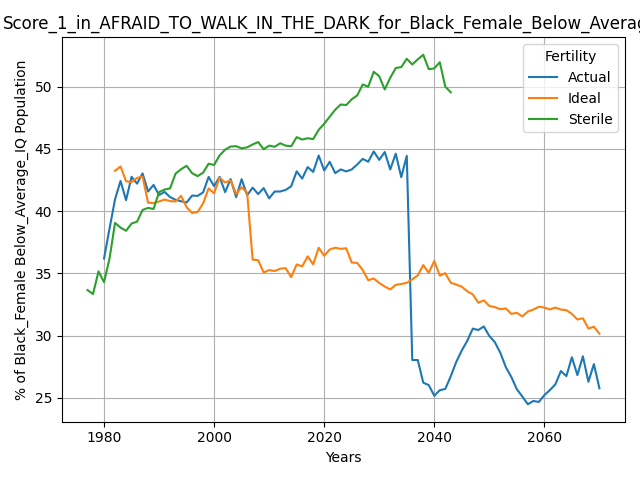 Score_1_in_AFRAID_TO_WALK_IN_THE_DARK_for_Black_Female_Below_Averag
% of Black_Female Below_Average_IQ Population
50
45
40
35
30
25
1980
2000
2020
2040
2060
Years
Fertility
Actual
Ideal
Sterile